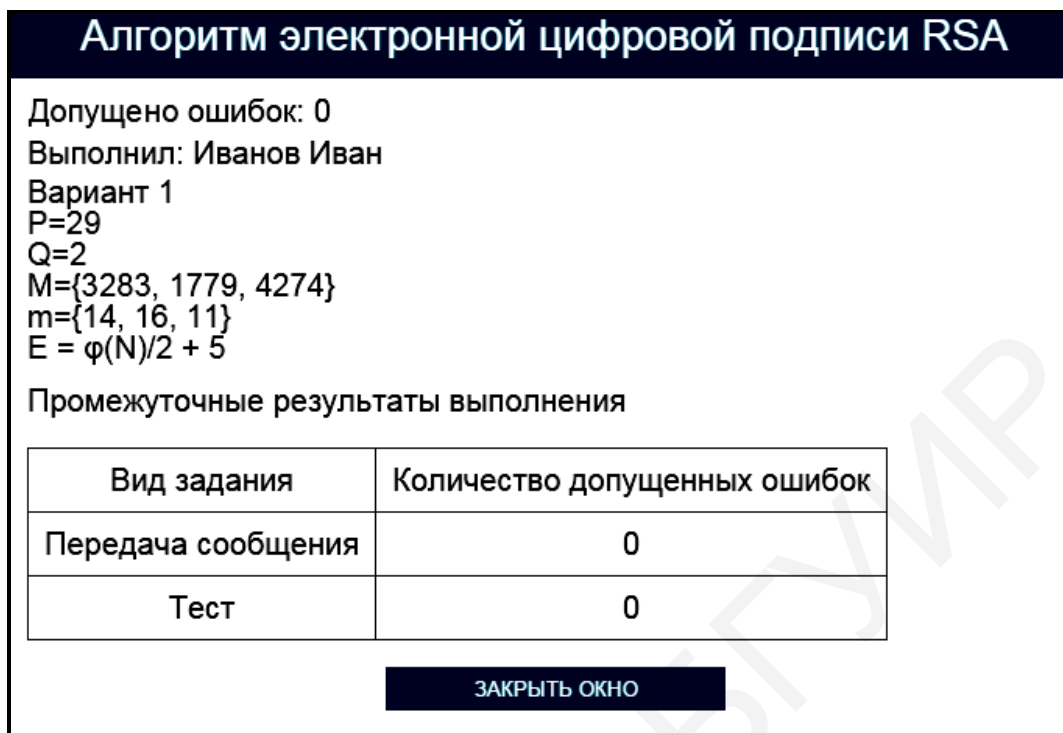 Алгоритм электронной цифровой подписи RSA
Допущено ошибок: 0
Выполнил: Иванов Иван
Вариант 1
P=29
Q=2
M={3283, 1779, 4274}
m={14, 16, 11}
E = φ(N)/2 + 5
Промежуточные результаты выполнения
Вид задания Количество допущенных ошибок
Передача сообщения 0
Тест 0
ЗАКРЫТЬ ОКНО
БГУИР